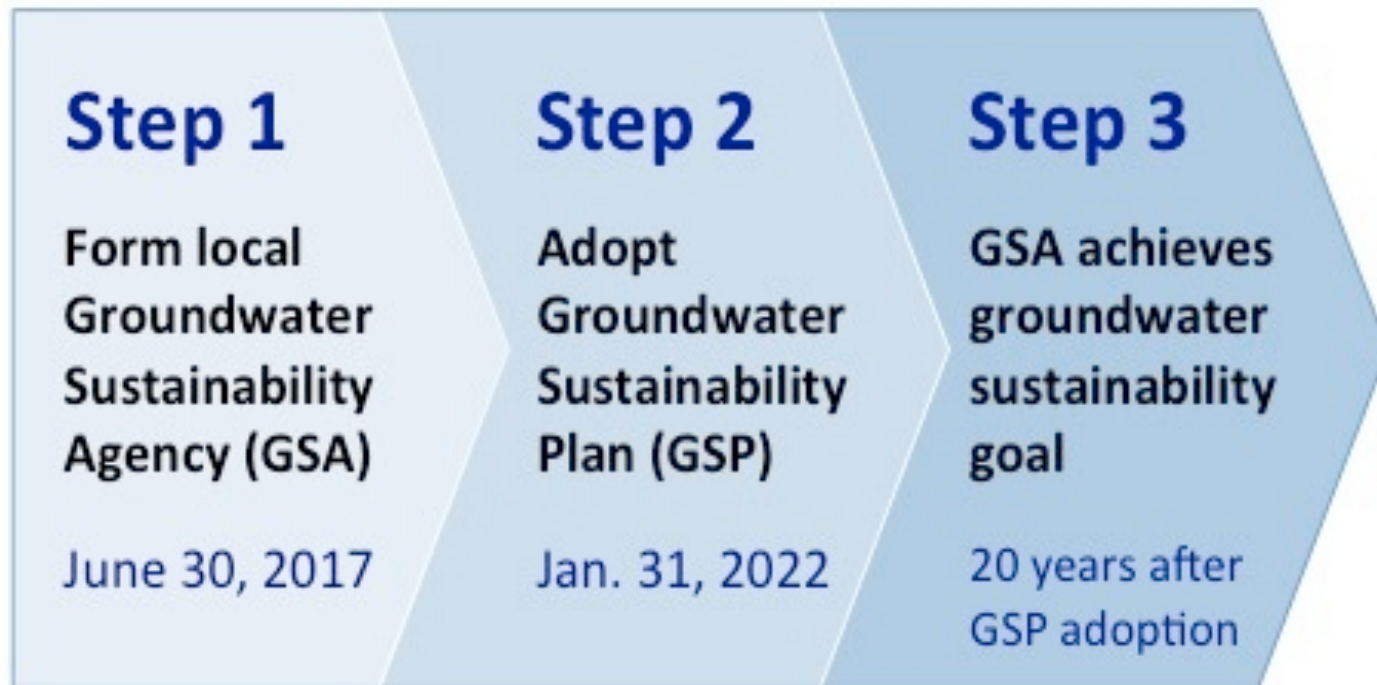 Step 1
Form local
Groundwater
Sustainability
Agency (GSA)
June 30, 2017
Step 2
Adopt
Groundwater
Sustainability
Plan (GSP)
Jan. 31, 2022
Step 3
GSA achieves
groundwater
sustainability
goal
20 years after
GSP adoption